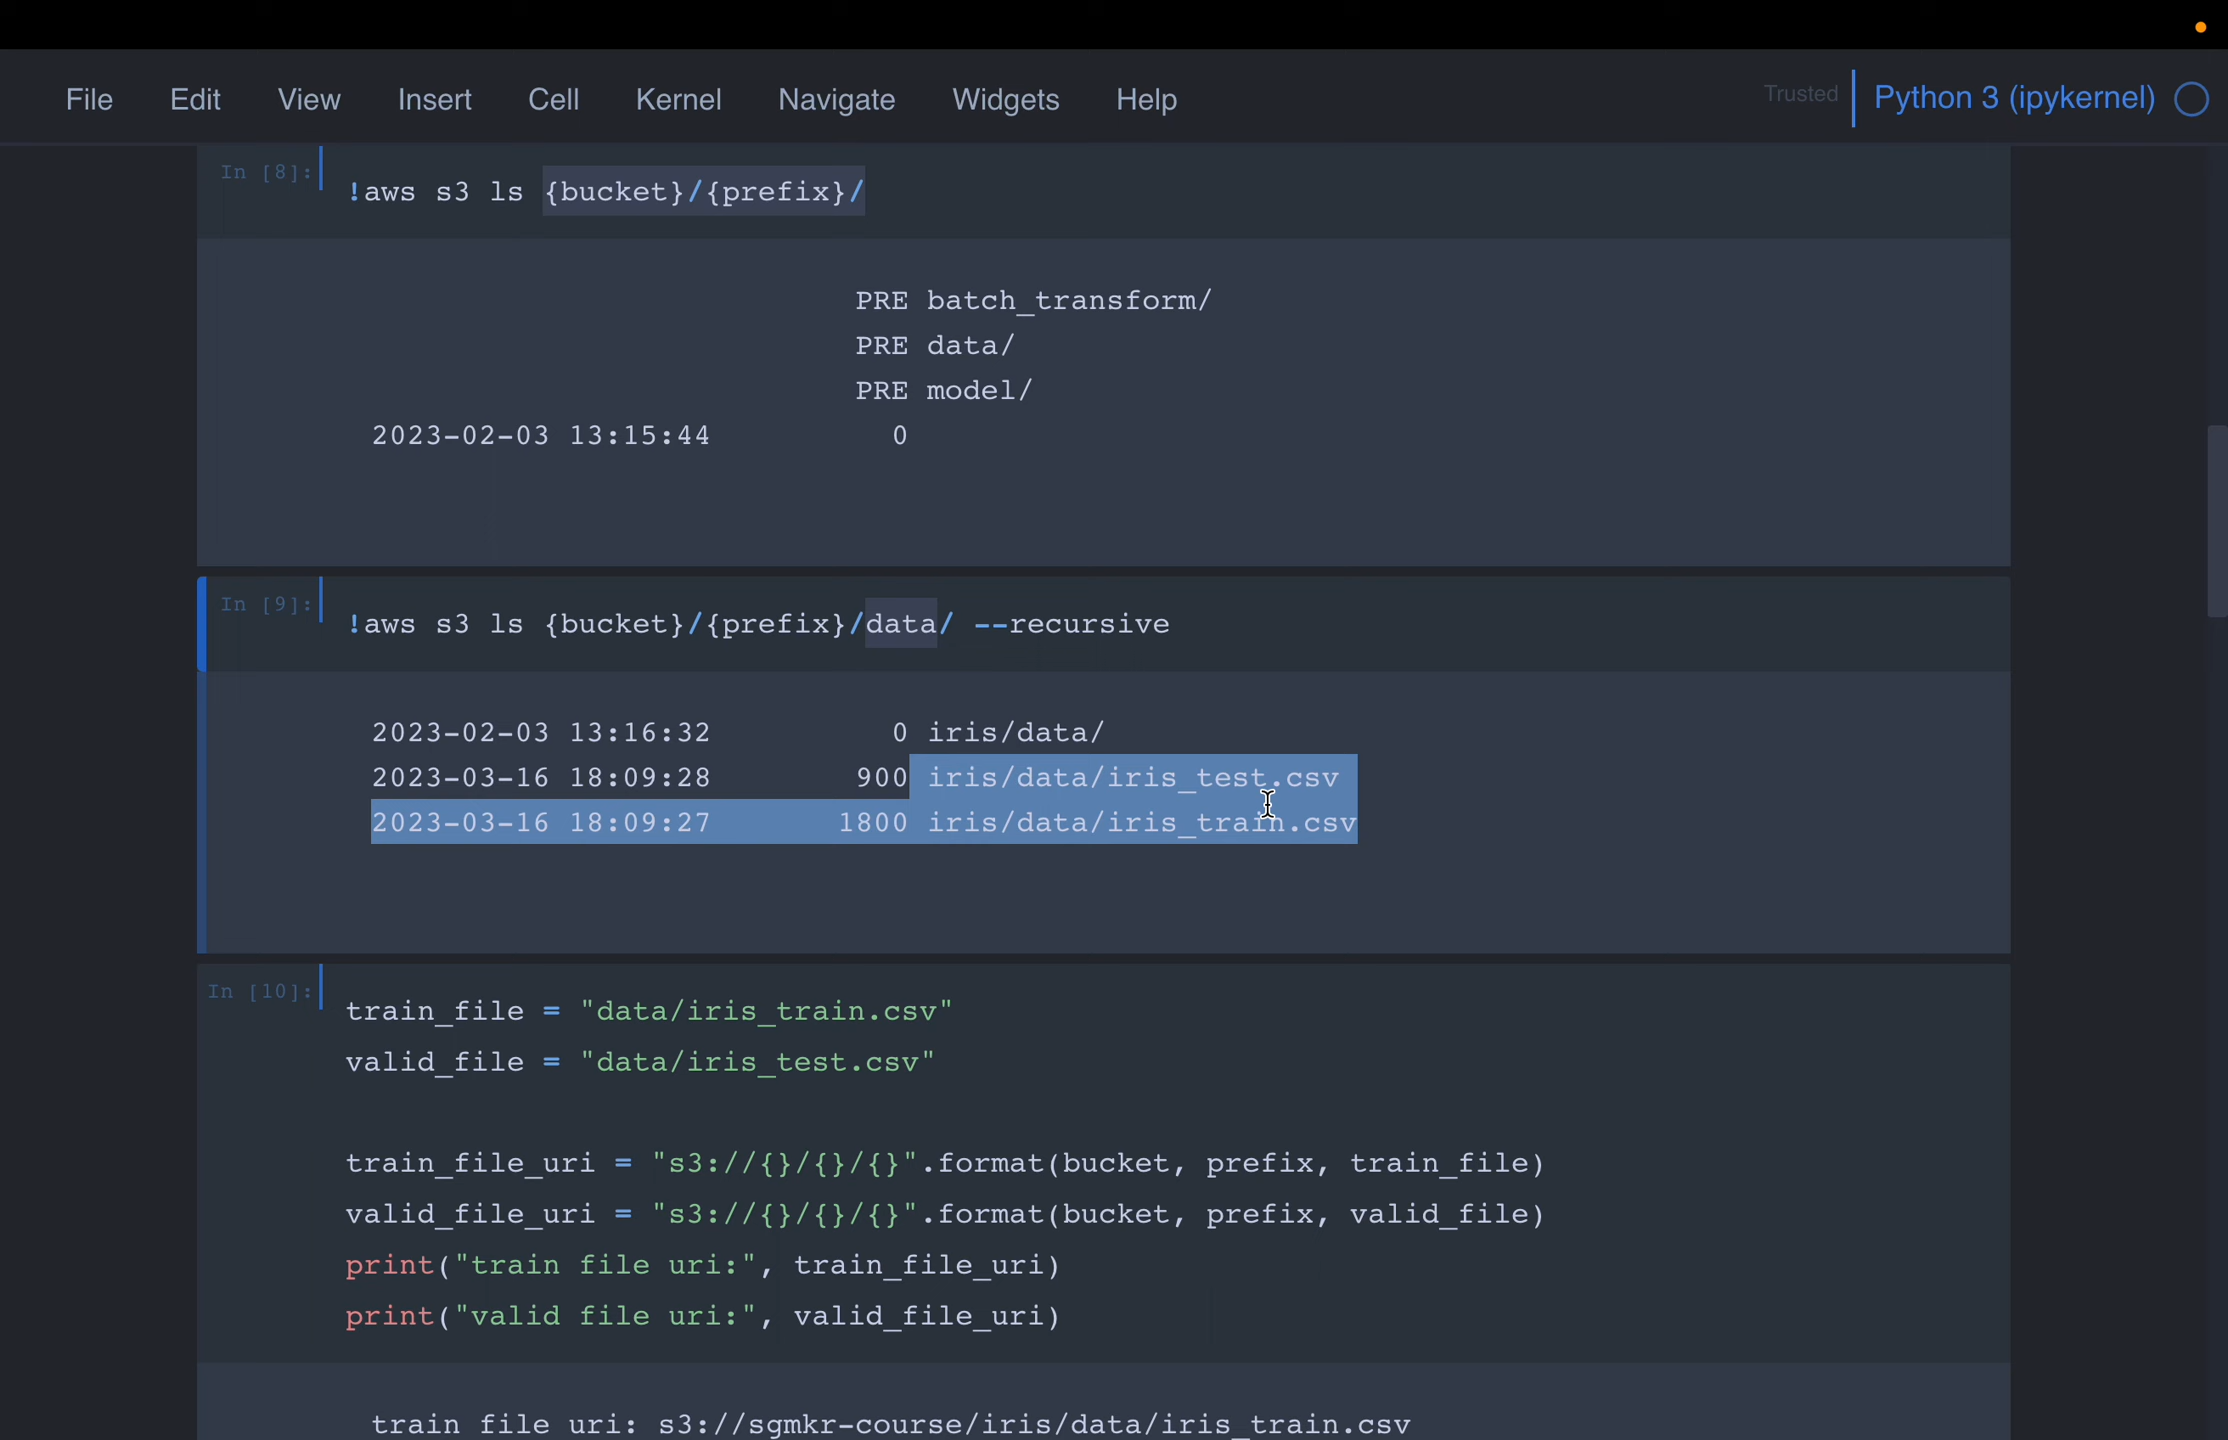 File Edit View Insert Cell Kernel Navigate Widgets Help Trusted Python 3 (ipykernel)
In [8]: !aws s3 ls {bucket}/{prefix}/
PRE batch_transform/
PRE data/
PRE model/
2023-02-03 13:15:44 0
In [9]: !aws s3 ls {bucket}/{prefix}/data/ --recursive
2023-02-03 13:16:32 0 iris/data/
2023-03-16 18:09:28 900 iris/data/iris_test.csv
2023-03-16 18:09:27 1800 iris/data/iris_train.csv
In [10]: train_file = "data/iris_train.csv"
valid_file = "data/iris_test.csv"
train_file_uri = "s3://{}/{}/{}".format(bucket, prefix, train_file)
valid_file_uri = "s3://{}/{}/{}".format(bucket, prefix, valid_file)
print("train file uri:", train_file_uri)
print("valid file uri:", valid_file_uri)
train file uri: s3://sgmkr-course/iris/data/iris_train.csv